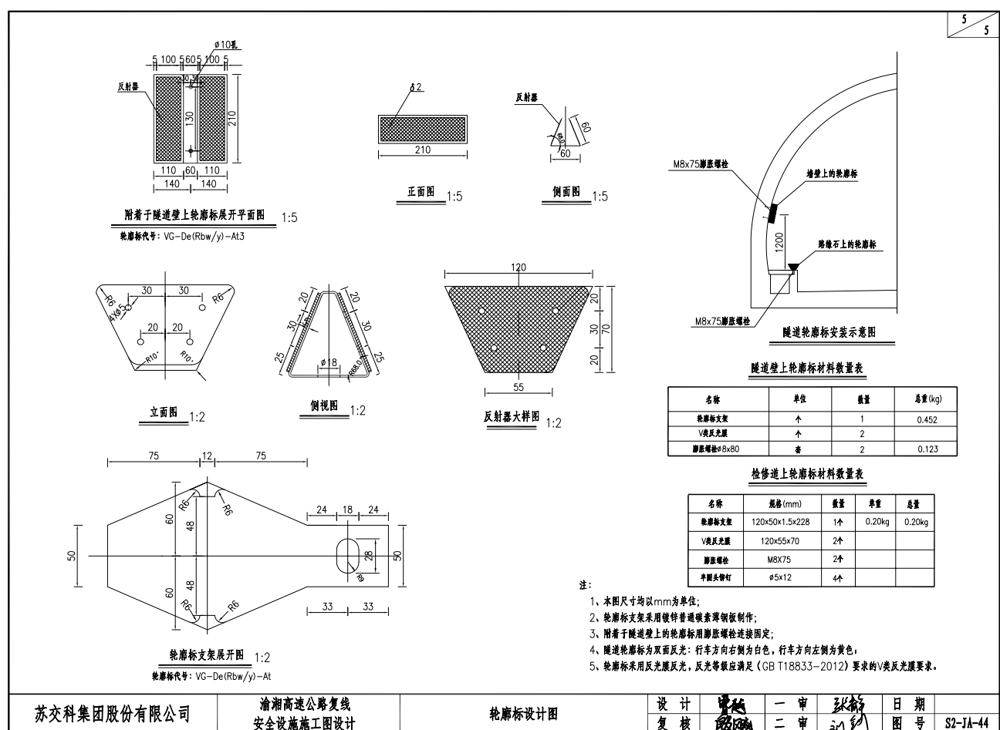 5
5
ø10孔
5 100 5 60 5 100 5
30 30
反射器
130
210
110 60 110
140 140
附着于隧道壁上轮廓标展开平面图 1:5
轮廓标代号：VG-De(Rbw/y)-At3
δ2
210
正面图 1:5
反射器
60
68.0
60
侧面图 1:5
M8x75膨胀螺栓
墙壁上的轮廓标
1200
路缘石上的轮廓标
M8x75膨胀螺栓
隧道轮廓标安装示意图
R6 30 30 R6
4XØ5
20 20
R10 R10
立面图 1:2
20 20
30 30
25 25
ø18
R68.0
侧视图 1:2
120
20
30
70
20
55
反射器大样图 1:2
隧道壁上轮廓标材料数量表
名称 单位 数量 总重(kg)
轮廓标支架 个 1 0.452
V类反光膜 个 2
膨胀螺栓ø8x80 套 2 0.123
检修道上轮廓标材料数量表
名称 规格(mm) 数量 单重 总量
轮廓标支架 120x50x1.5x228 1个 0.20kg 0.20kg
V类反光膜 120x55x70 2个
膨胀螺栓 M8X75 2个
半圆头铆钉 ø5x12 4个
75 12 75
R6 R6
60 48
24 18 24
50 28 50
R9
60 48
R6 R6
33 33
轮廓标支架展开图 1:2
轮廓标代号：VG-De(Rbw/y)-At
注：
1、本图尺寸均以mm为单位；
2、轮廓标支架采用镀锌普通碳素薄钢板制作；
3、附着于隧道壁上的轮廓标用膨胀螺栓连接固定；
4、隧道轮廓标为双面反光：行车方向右侧为白色，行车方向左侧为黄色；
5、轮廓标采用反光膜反光，反光等级应满足（GB T18833-2012）要求的V类反光膜要求。
苏交科集团股份有限公司
渝湘高速公路复线
安全设施施工图设计
轮廓标设计图
设 计 一 审 日 期
复 核 二 审 图 号 S2-JA-44